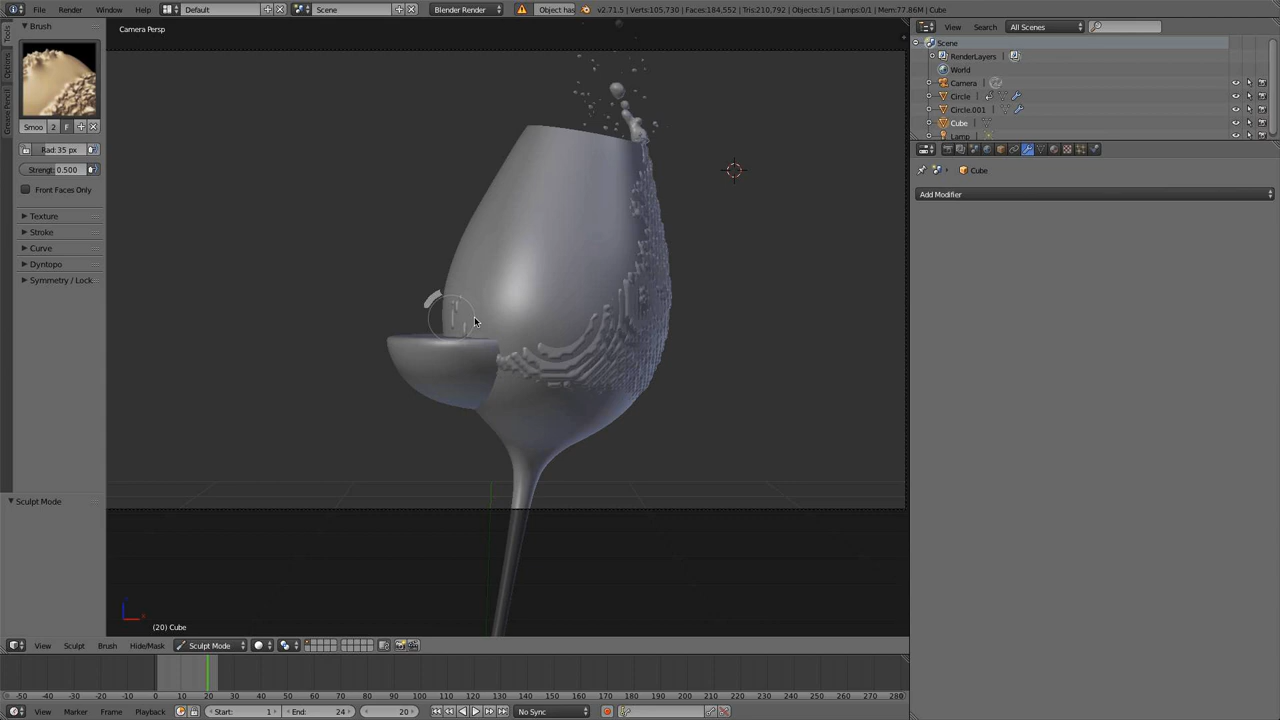 File Render Window Help Default Scene Blender Render Object has v2.71.5 | Verts:105,730 | Faces:184,552 | Tris:210,792 | Objects:1/5 | Lamps:0/1 | Mem:77.86M | Cube
Brush
Camera Persp
View Search All Scenes
Scene
RenderLayers
World
Camera
Circle
Circle.001
Cube
Lamp
Tools
Options
Grease Pencil
Smoo 2 F
Rad: 35 px
Strengt: 0.500
Front Faces Only
Texture
Stroke
Curve
Dyntopo
Symmetry / Lock
Cube
Add Modifier
Sculpt Mode
(20) Cube
View Sculpt Brush Hide/Mask Sculpt Mode
-50 -40 -30 -20 -10 0 10 20 30 40 50 60 70 80 90 100 110 120 130 140 150 160 170 180 190 200 210 220 230 240 250 260 270 280
View Marker Frame Playback Start: 1 End: 24 20 No Sync